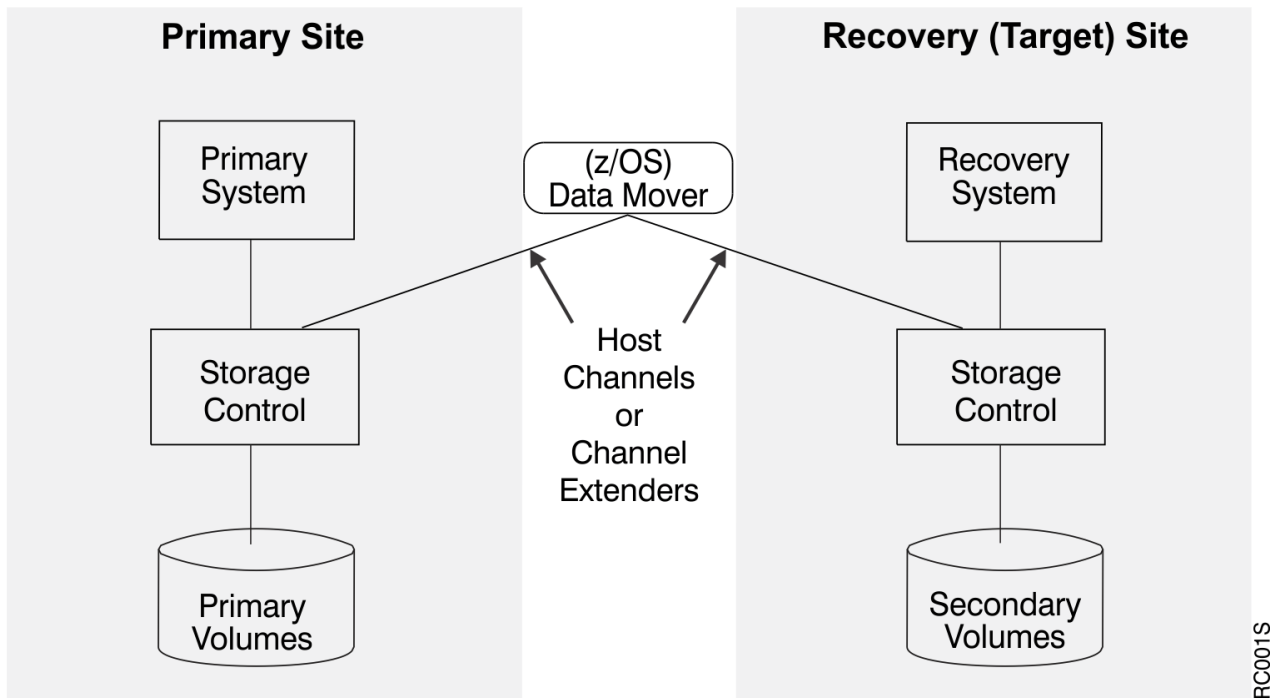 Primary Site
Recovery (Target) Site
Primary
System
(z/OS)
Data Mover
Recovery
System
Storage
Control
Host
Channels
or
Channel
Extenders
Storage
Control
Primary
Volumes
Secondary
Volumes
RC001S